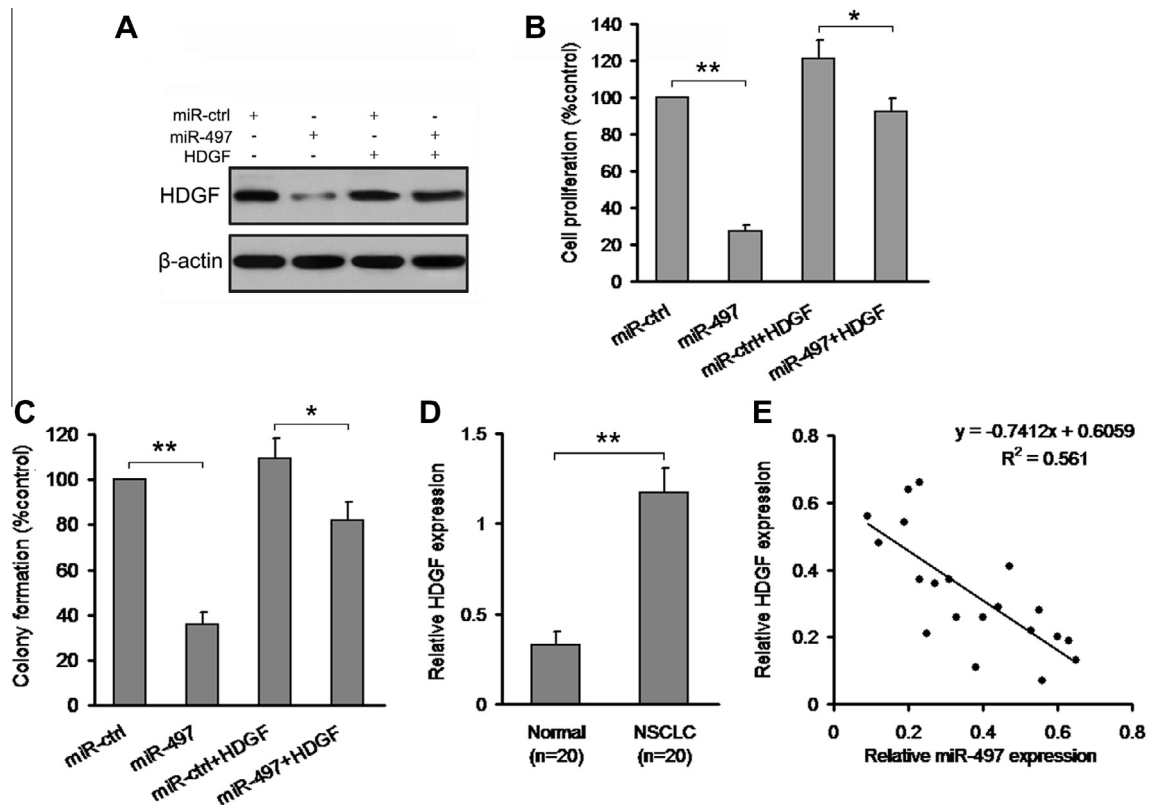 A
miR-ctrl + - + -
miR-497 - + - +
HDGF - - + +
HDGF
β-actin
B
Cell proliferation (%control)
140
120
100
80
60
40
20
0
**
*
miR-ctrl
miR-497
miR-ctrl+HDGF
miR-497+HDGF
C
Colony formation (%control)
120
100
80
60
40
20
0
**
*
miR-ctrl
miR-497
miR-ctrl+HDGF
miR-497+HDGF
D
Relative HDGF expression
1.5
1
0.5
0
**
Normal
(n=20)
NSCLC
(n=20)
E
y = -0.7412x + 0.6059
R² = 0.561
Relative HDGF expression
0.8
0.6
0.4
0.2
0
0 0.2 0.4 0.6 0.8
Relative miR-497 expression